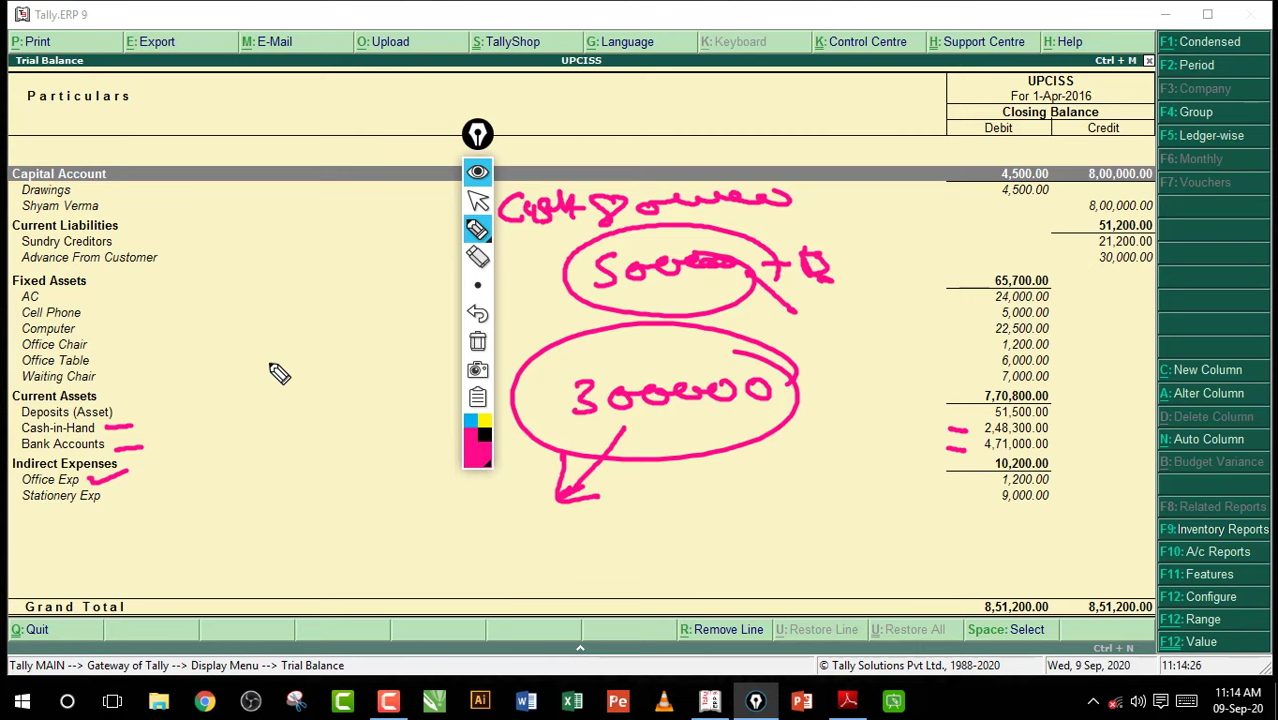 Tally.ERP 9
P: Print E: Export M: E-Mail O: Upload S: TallyShop G: Language K: Keyboard K: Control Centre H: Support Centre H: Help
Trial Balance UPCISS Ctrl + M
Particulars
UPCISS
For 1-Apr-2016
Closing Balance
Debit Credit
Capital Account 4,500.00 8,00,000.00
Drawings 4,500.00
Shyam Verma 8,00,000.00
Current Liabilities 51,200.00
Sundry Creditors 21,200.00
Advance From Customer 30,000.00
Fixed Assets 65,700.00
AC 24,000.00
Cell Phone 5,000.00
Computer 22,500.00
Office Chair 1,200.00
Office Table 6,000.00
Waiting Chair 7,000.00
Current Assets 7,70,800.00
Deposits (Asset) 51,500.00
Cash-in-Hand 2,48,300.00
Bank Accounts 4,71,000.00
Indirect Expenses 10,200.00
Office Exp 1,200.00
Stationery Exp 9,000.00
Grand Total 8,51,200.00 8,51,200.00
Cash
300000
Q: Quit R: Remove Line U: Restore Line U: Restore All Space: Select
Ctrl + N
Tally MAIN --> Gateway of Tally --> Display Menu --> Trial Balance © Tally Solutions Pvt Ltd., 1988-2020 Wed, 9 Sep, 2020 11:14:26
F1: Condensed
F2: Period
F3: Company
F4: Group
F5: Ledger-wise
F6: Monthly
F7: Vouchers
C: New Column
A: Alter Column
D: Delete Column
N: Auto Column
B: Budget Variance
F8: Related Reports
F9: Inventory Reports
F10: A/c Reports
F11: Features
F12: Configure
F12: Range
F12: Value
Ai W X Pe P
11:14 AM
09-Sep-20